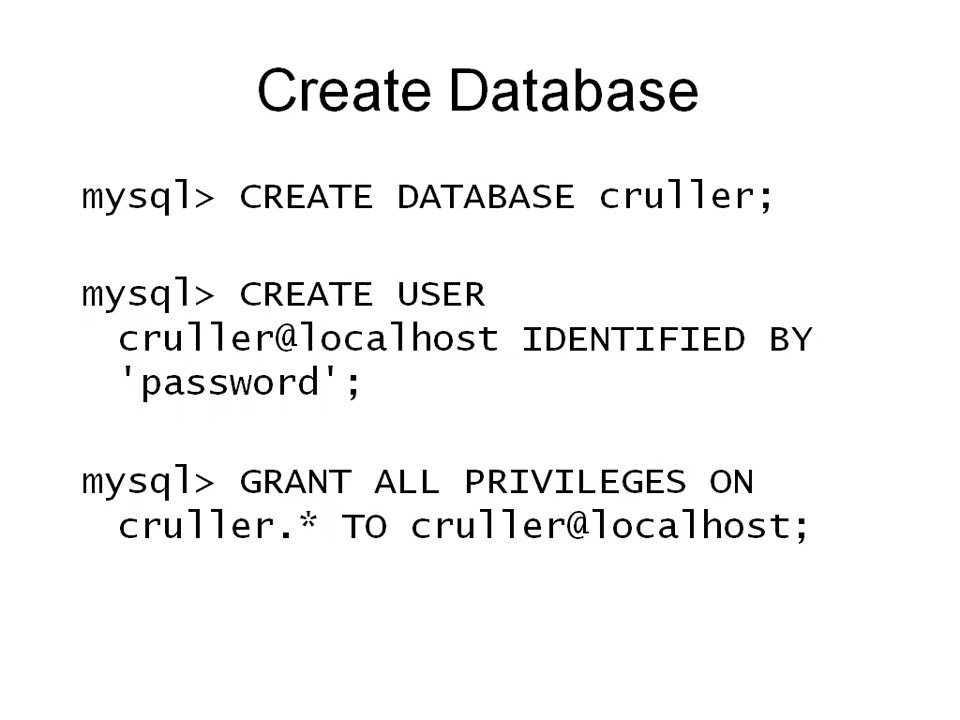 Create Database
mysql> CREATE DATABASE cruller;
mysql> CREATE USER
cruller@localhost IDENTIFIED BY
'password';
mysql> GRANT ALL PRIVILEGES ON
cruller.* TO cruller@localhost;